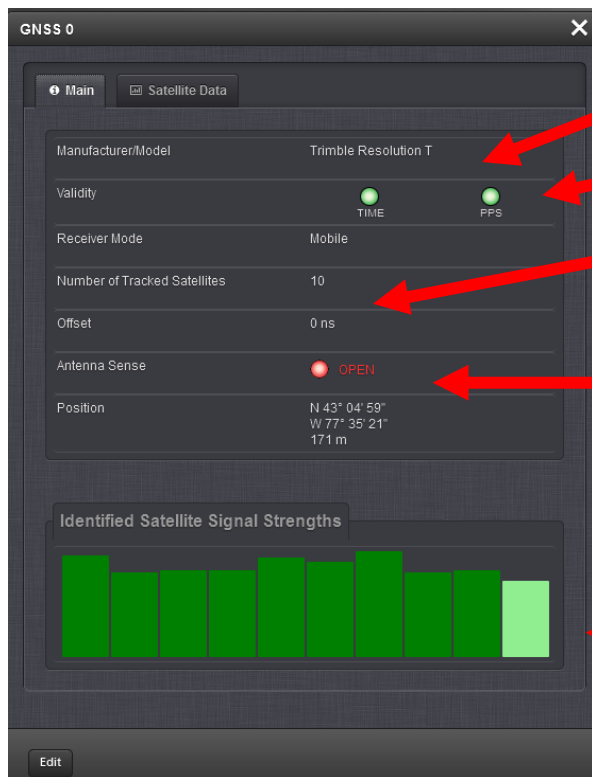 GNSS 0
Main Satellite Data
Manufacturer/Model Trimble Resolution T
Validity
TIME PPS
Receiver Mode Mobile
Number of Tracked Satellites 10
Offset 0 ns
Antenna Sense OPEN
Position N 43° 04' 59"
W 77° 35' 21"
171 m
Identified Satellite Signal Strengths
Edit